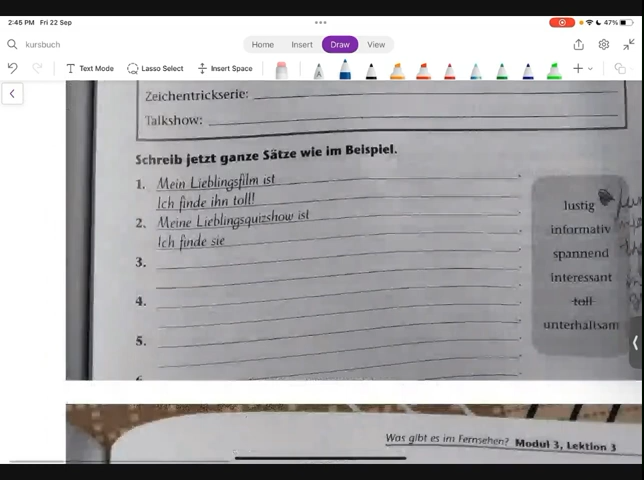 2:45 PM Fri 22 Sep
47%
kursbuch
Home Insert Draw View
Text Mode Lasso Select Insert Space
Zeichentrickserie:
Talkshow:
Schreib jetzt ganze Sätze wie im Beispiel.
1. Mein Lieblingsfilm ist
Ich finde ihn toll!
2. Meine Lieblingsquizshow ist
Ich finde sie
3.
4.
5.
lustig
informativ
spannend
interessant
toll
unterhaltsam
Was gibt es im Fernsehen? Modul 3, Lektion 3